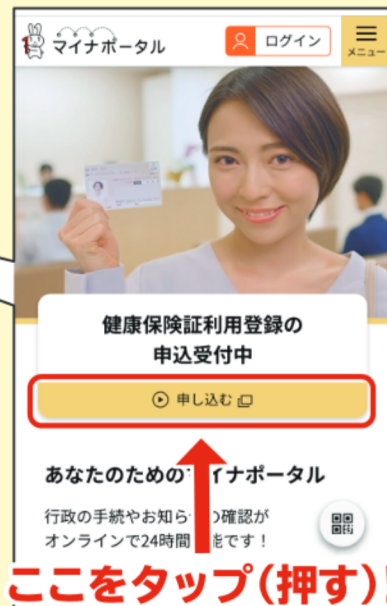 マイナポータル
ログイン
メニュー
健康保険証利用登録の
申込受付中
申し込む
あなたのための イナポータル
行政の手続やお知ら の確認が
オンラインで24時間 能です！
ここをタップ(押す)!